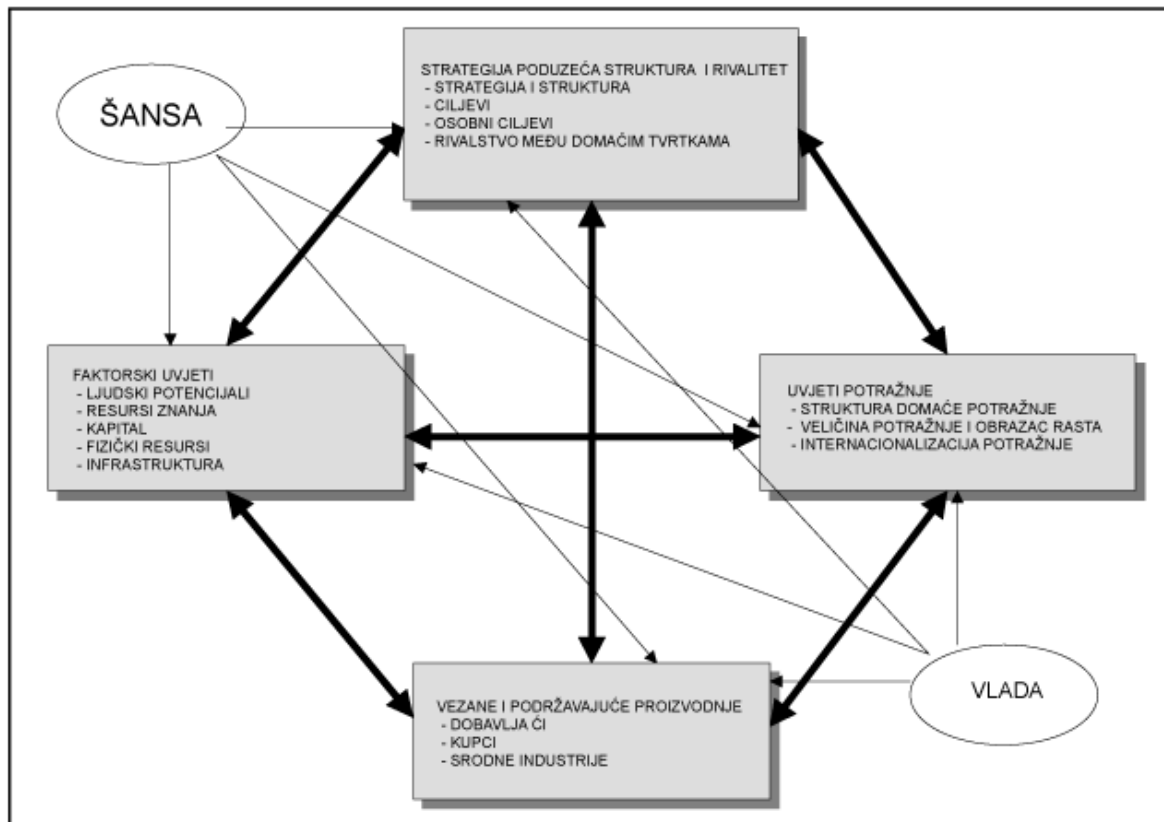 STRATEGIJA PODUZEĆA STRUKTURA I RIVALITET
- STRATEGIJA I STRUKTURA
- CILJEVI
- OSOBNI CILJEVI
- RIVALSTVO MEĐU DOMAĆIM TVRTKAMA
ŠANSA
FAKTORSKI UVJETI
- LJUDSKI POTENCIJALI
- RESURSI ZNANJA
- KAPITAL
- FIZIČKI RESURSI
- INFRASTRUKTURA
UVJETI POTRAŽNJE
- STRUKTURA DOMAĆE POTRAŽNJE
- VELIČINA POTRAŽNJE I OBRAZAC RASTA
- INTERNACIONALIZACIJA POTRAŽNJE
VEZANE I PODRŽAVAJUĆE PROIZVODNJE
- DOBAVLJA ĆI
- KUPCI
- SRODNE INDUSTRIJE
VLADA